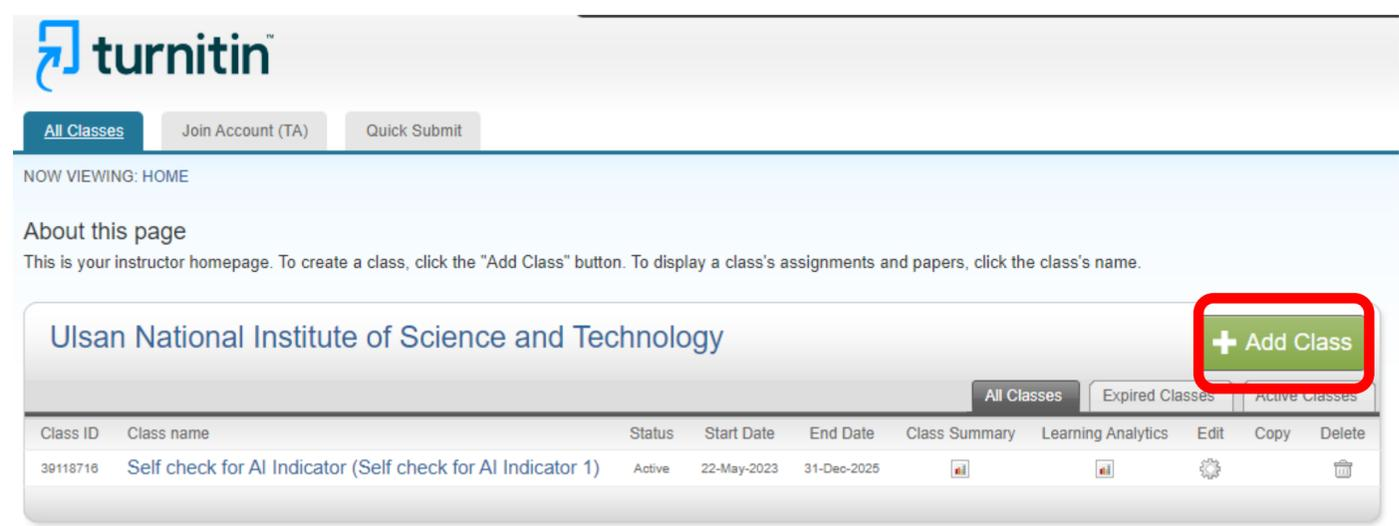 turnitin™
All Classes Join Account (TA) Quick Submit
NOW VIEWING: HOME
About this page
This is your instructor homepage. To create a class, click the "Add Class" button. To display a class's assignments and papers, click the class's name.
Ulsan National Institute of Science and Technology
Add Class
All Classes Expired Classes Active Classes
Class ID Class name Status Start Date End Date Class Summary Learning Analytics Edit Copy Delete
39118716 Self check for AI Indicator (Self check for AI Indicator 1) Active 22-May-2023 31-Dec-2025